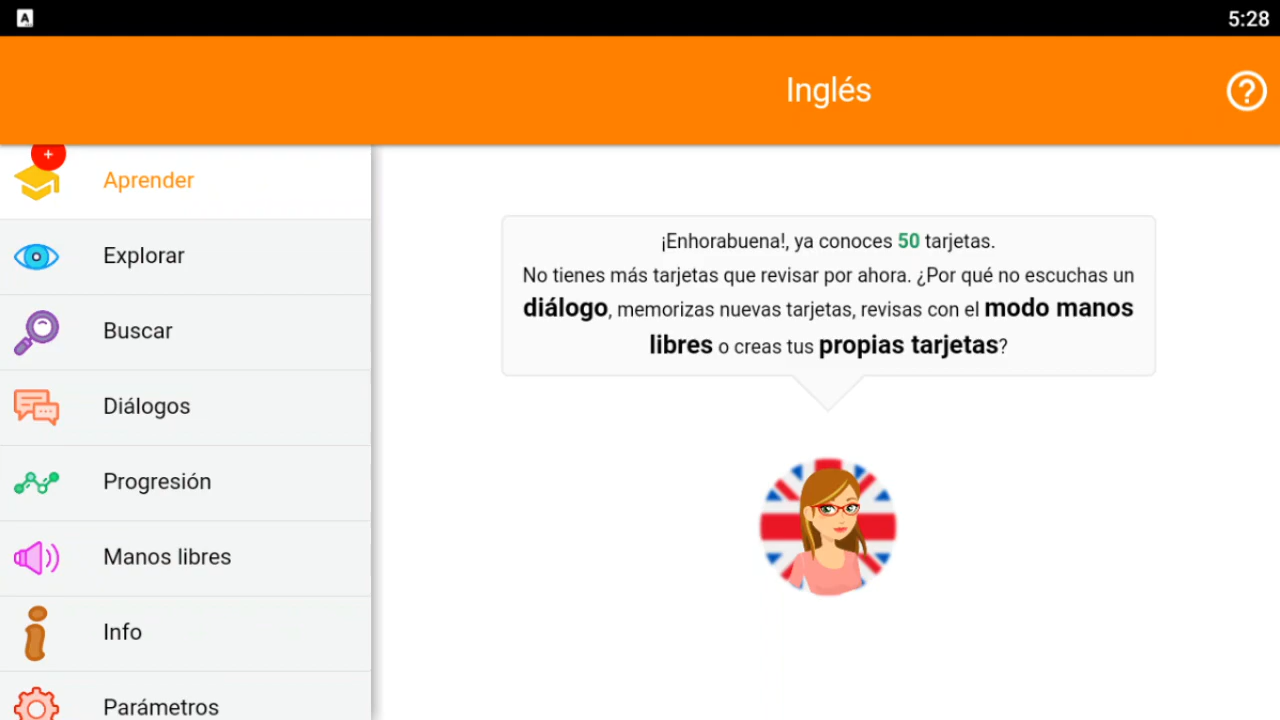 5:28
Inglés
Aprender
Explorar
Buscar
Diálogos
Progresión
Manos libres
Info
Parámetros
¡Enhorabuena!, ya conoces 50 tarjetas.
No tienes más tarjetas que revisar por ahora. ¿Por qué no escuchas un
diálogo, memorizas nuevas tarjetas, revisas con el modo manos
libres o creas tus propias tarjetas?